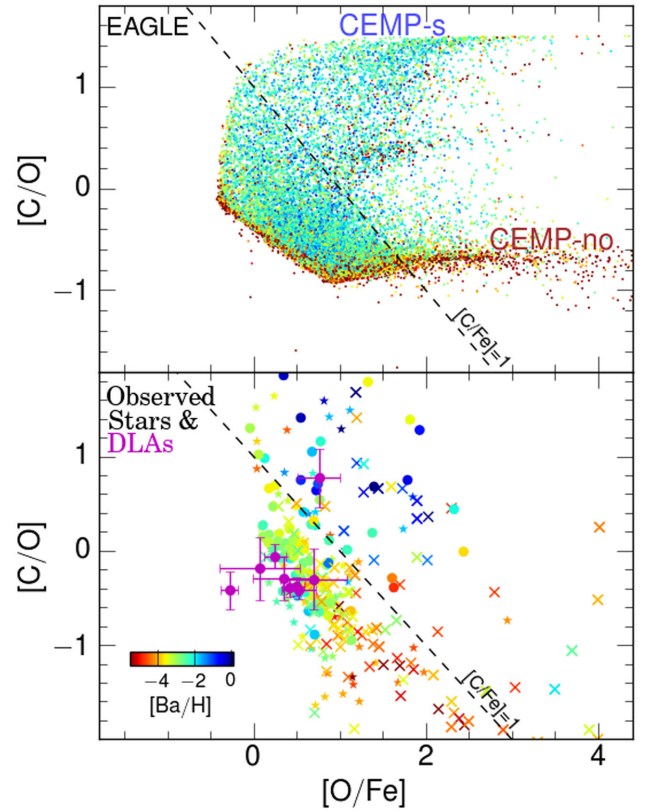 EAGLE
CEMP-s
1
[C/O]
0
CEMP-no
−1
[C/Fe]=1
Observed
Stars &
DLAs
1
[C/O]
0
−1
[C/Fe]=1
−4 −2 0
[Ba/H]
0 2 4
[O/Fe]